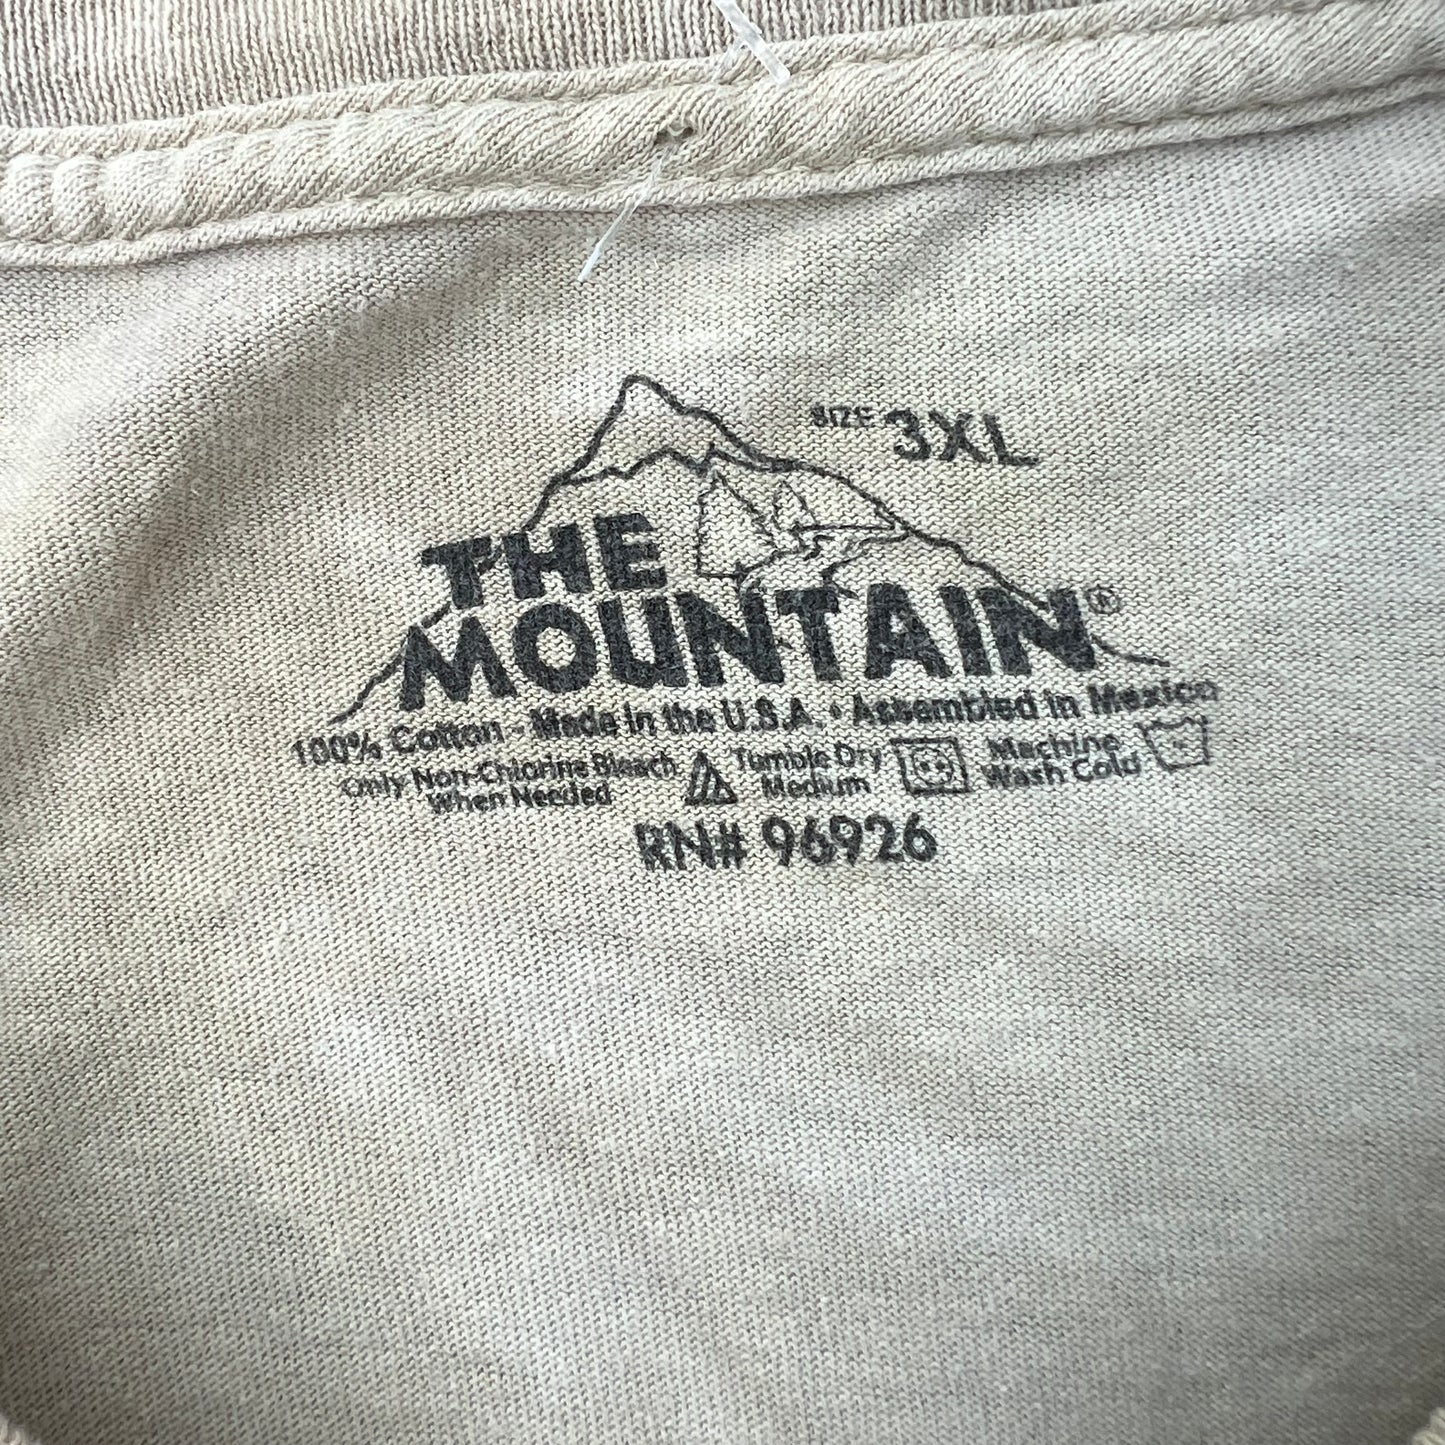 SIZE 3XL
THE
MOUNTAIN®
100% Cotton - Made in the U.S.A. • Assembled in Mexico
Only Non-Chlorine Bleach
When Needed
Tumble Dry
Medium
Machine
Wash Cold
RN# 96926